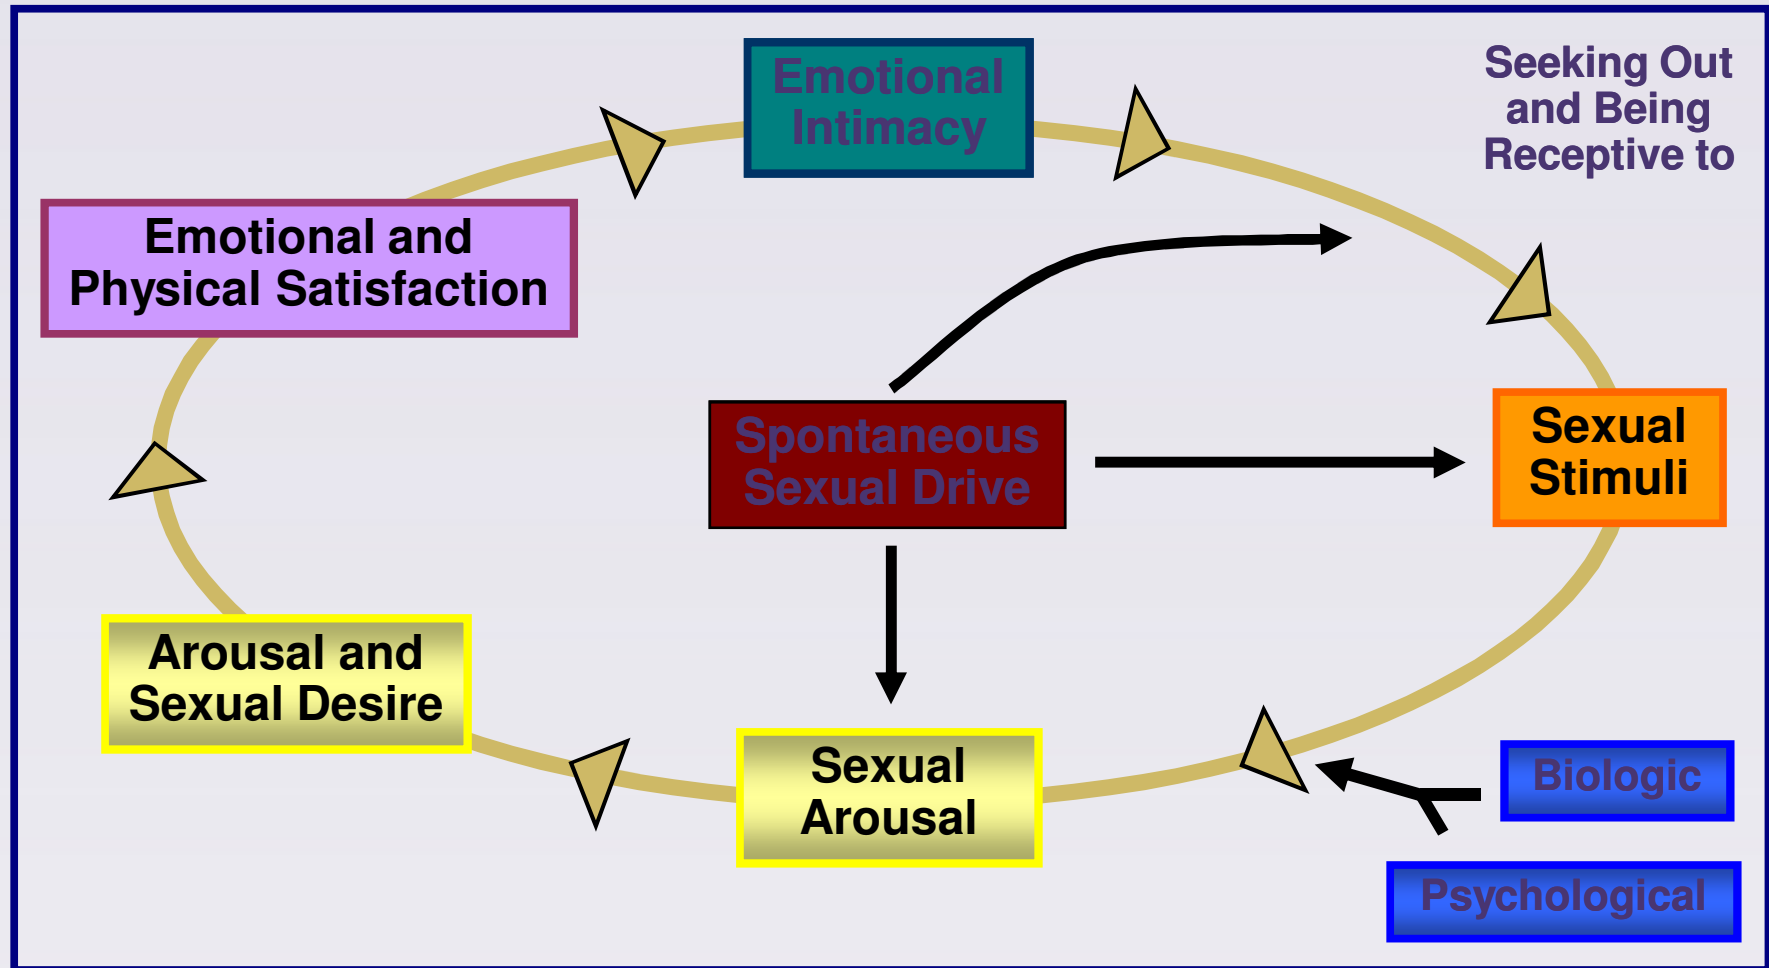 Emotional
Intimacy
Seeking Out
and Being
Receptive to
Emotional and
Physical Satisfaction
Spontaneous
Sexual Drive
Sexual
Stimuli
Arousal and
Sexual Desire
Sexual
Arousal
Biologic
Psychological